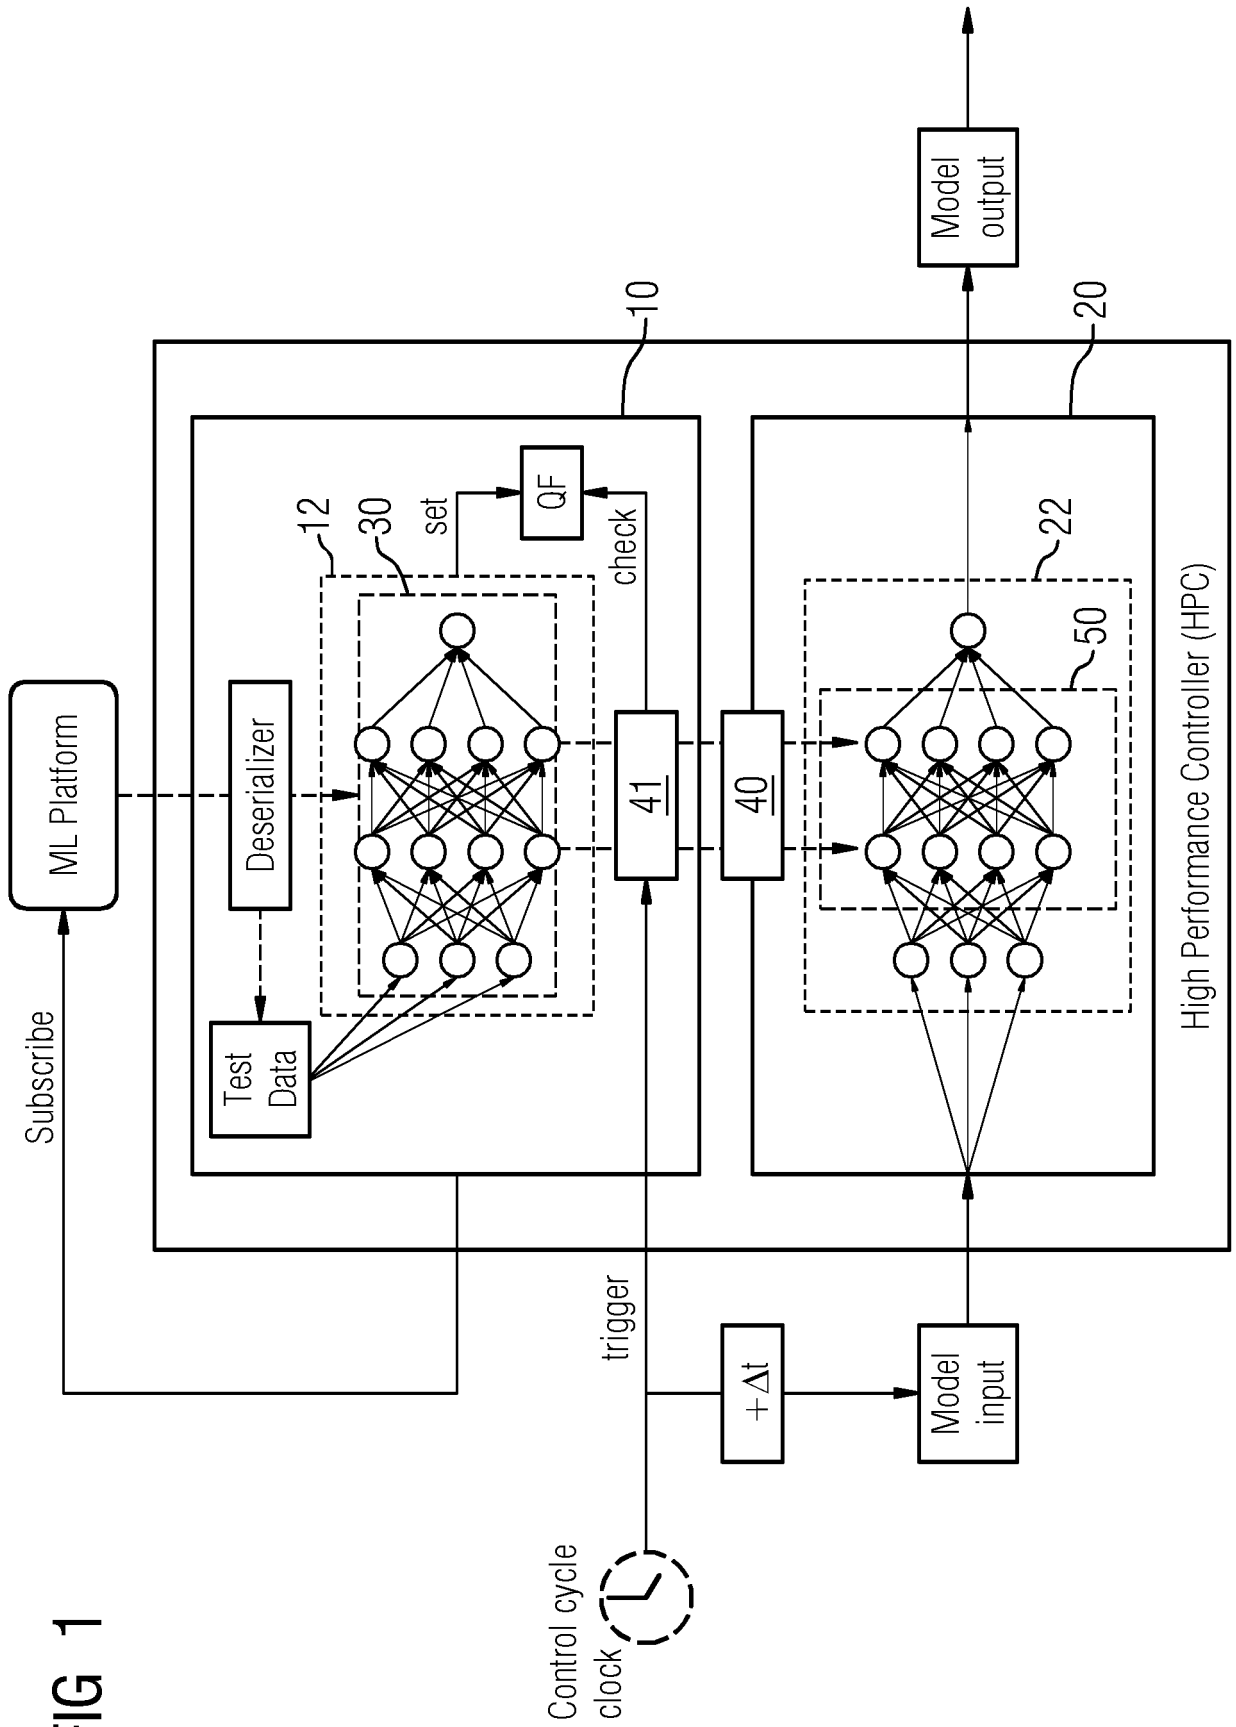 FIG 1
ML Platform
Subscribe
Deserializer
Test
Data
12
30
set
QF
check
10
41
40
trigger
Control cycle
clock
+Δt
Model
input
22
50
20
High Performance Controller (HPC)
Model
output